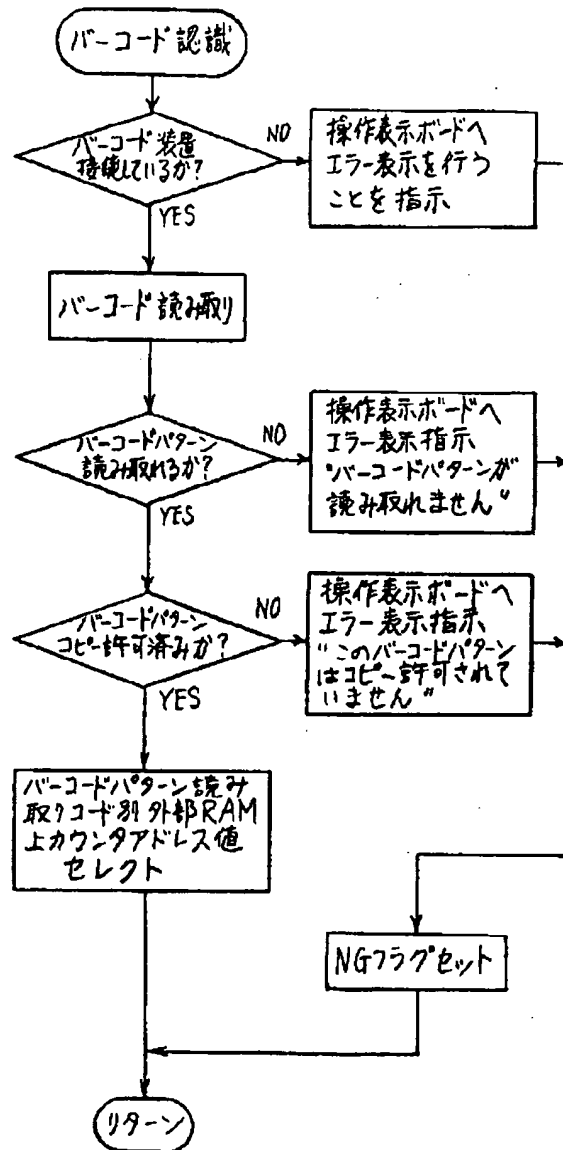 バーコード認識
バーコード装置
接続しているか?
NO
操作表示ボードへ
エラー表示を行う
ことを指示
YES
バーコード読み取り
バーコードパターン
読み取れるか?
NO
操作表示ボードへ
エラー表示指示
"バーコードパターンが
読み取れません"
YES
バーコードパターン
コピー許可済みか?
NO
操作表示ボードへ
エラー表示指示
"このバーコードパターン
はコピー許可されて
いません"
YES
バーコードパターン読み
取りコード別外部RAM
上カウンタアドレス値
セレクト
NGフラグセット
リターン